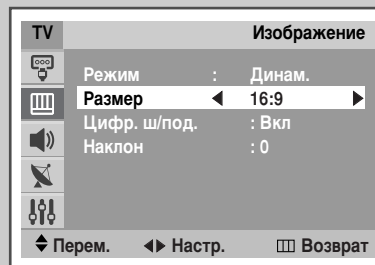 TV Изображение
Режим : Динам.
Размер ◀ 16:9 ▶
Цифр. ш/под. : Вкл
Наклон : 0
Перем. Настр. Возврат